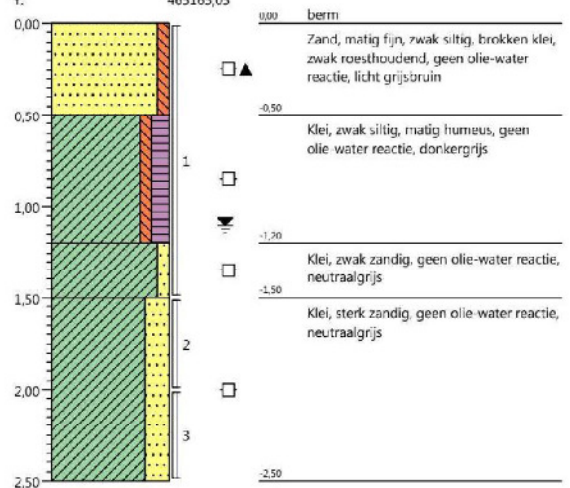 0,00
0,50
1,00
1,50
2,00
2,50
1
2
3
0,00 berm
Zand, matig fijn, zwak siltig, brokken klei,
zwak roesthoudend, geen olie-water
reactie, licht grijsbruin
-0,50
Klei, zwak siltig, matig humeus, geen
olie-water reactie, donkergrijs
-1,20
Klei, zwak zandig, geen olie-water reactie,
neutraalgrijs
-1,50
Klei, sterk zandig, geen olie-water reactie,
neutraalgrijs
-2,50